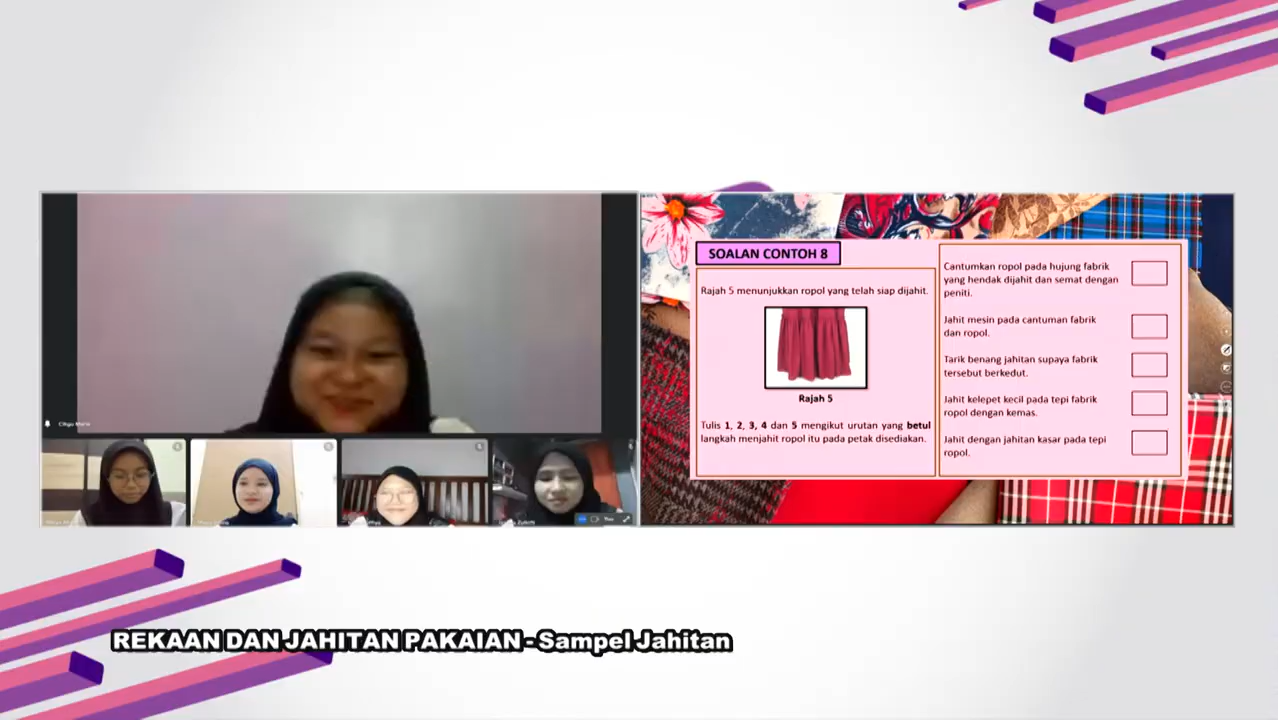 SOALAN CONTOH 8
Rajah 5 menunjukkan ropol yang telah siap dijahit.
Rajah 5
Tulis 1, 2, 3, 4 dan 5 mengikut urutan yang betul
langkah menjahit ropol itu pada petak disediakan.
Cantumkan ropol pada hujung fabrik
yang hendak dijahit dan semat dengan
peniti.
Jahit mesin pada cantuman fabrik
dan ropol.
Tarik benang jahitan supaya fabrik
tersebut berkedut.
Jahit kelepet kecil pada tepi fabrik
ropol dengan kemas.
Jahit dengan jahitan kasar pada tepi
ropol.
REKAAN DAN JAHITAN PAKAIAN - Sampel Jahitan